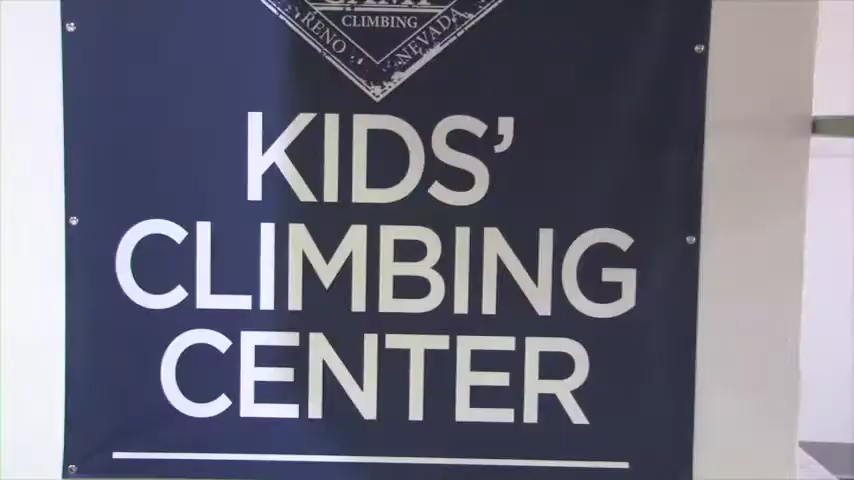 CLIMBING
RENO NEVADA
KIDS'
CLIMBING
CENTER